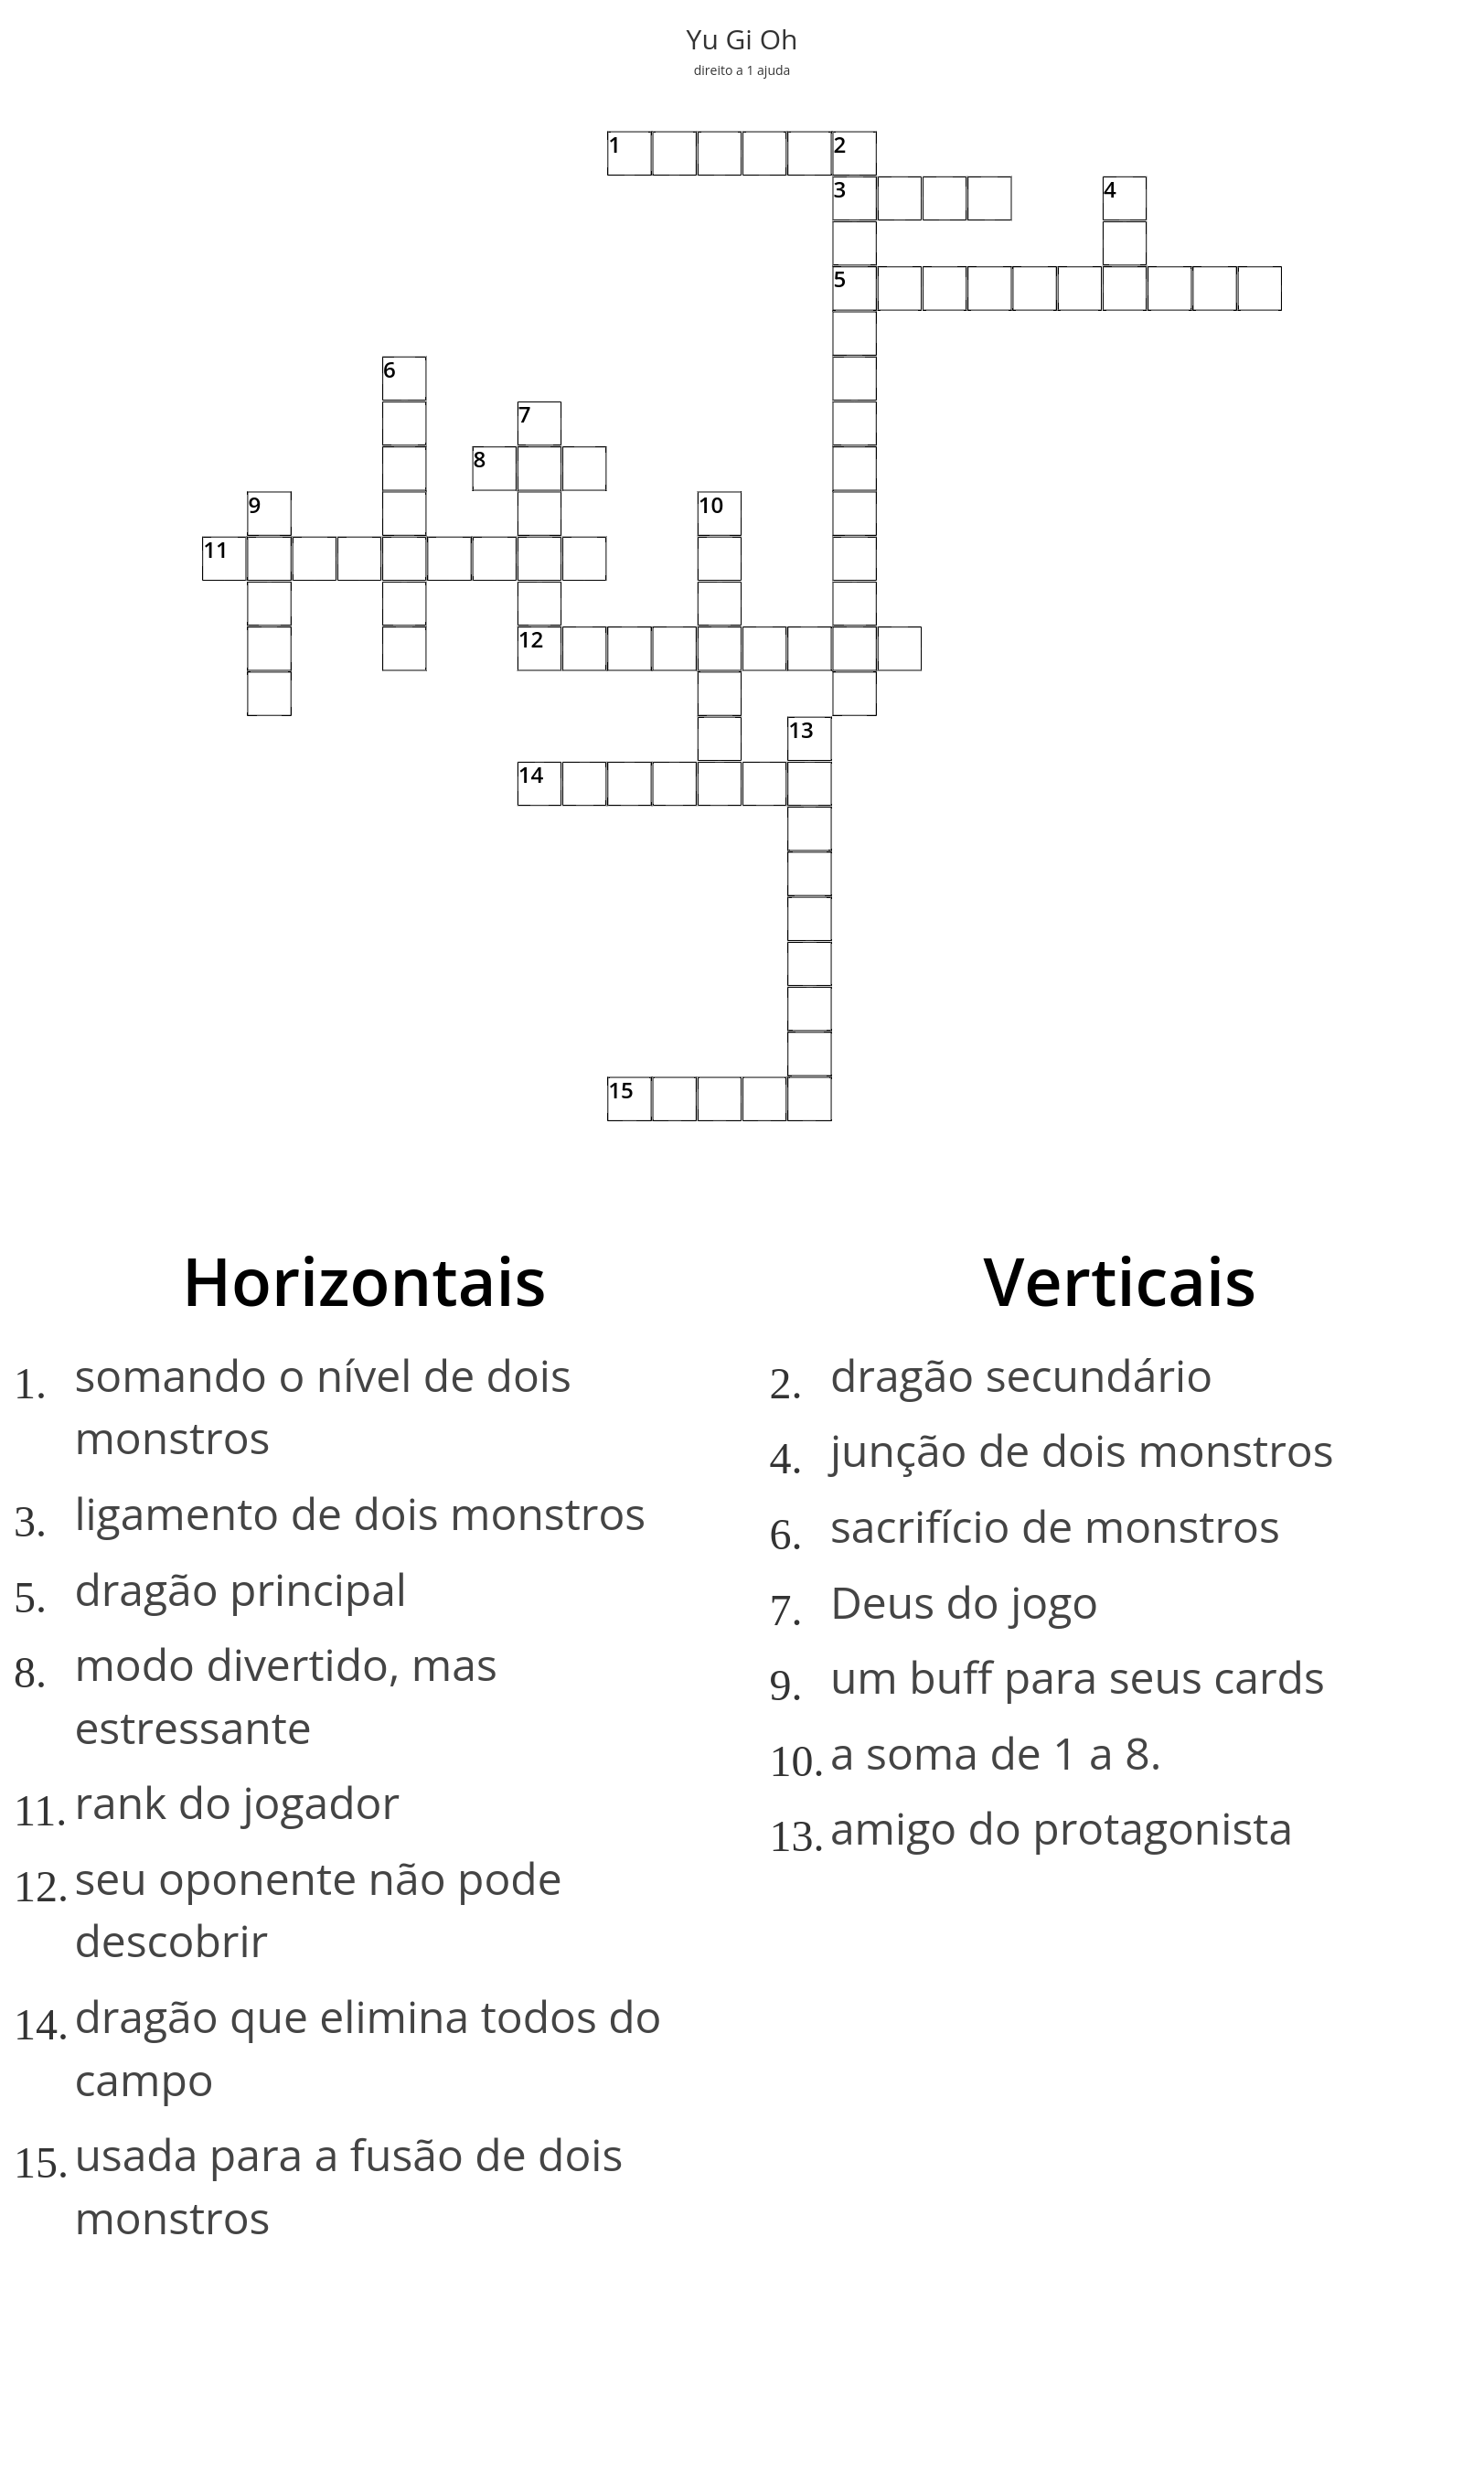 Yu Gi Oh
direito a 1 ajuda
1 2
3 4
5
6
7
8
9 10
11
12
13
14
15
Horizontais
1. somando o nível de dois
monstros
3. ligamento de dois monstros
5. dragão principal
8. modo divertido, mas
estressante
11. rank do jogador
12. seu oponente não pode
descobrir
14. dragão que elimina todos do
campo
15. usada para a fusão de dois
monstros
Verticais
2. dragão secundário
4. junção de dois monstros
6. sacrifício de monstros
7. Deus do jogo
9. um buff para seus cards
10. a soma de 1 a 8.
13. amigo do protagonista